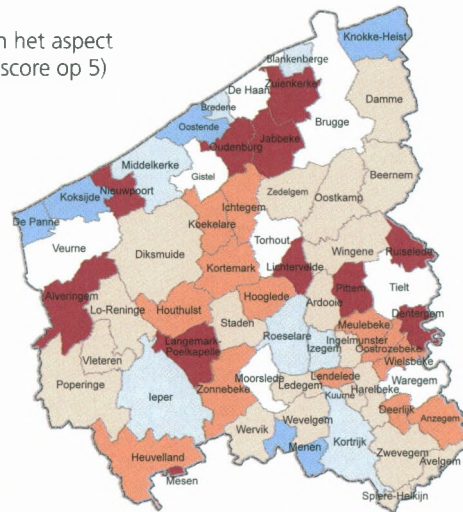 n het aspect
score op 5)
Knokke-Heist
Blankenberge
Zuienkerke
De Haan
Damme
Bredene
Brugge
Oostende
Jabbeke
Oudenburg
Middelkerke
Gistel
Beernem
Nieuwpoort
Zedelgem
Koksijde
Oostkamp
Ichtegem
De Panne
Koekelare
Veurne
Torhout
Diksmuide
Wingene
Ruiselede
Kortemark
Lichtervelde
Pittem
Tielt
Alveringem
Hooglede
Ardooie
Lo-Reninge
Houthulst
Dentergem
Staden
Meulebeke
Roeselare
Ingelmunster
Langemark-
Poelkapelle
Izegem
Oostrozebeke
Vleteren
Wielsbeke
Lendelede
Moorslede
Waregem
Poperinge
Zonnebeke
Ledegem
Harelbeke
Ieper
Kuurne
Deerlijk
Wevelgem
Anzegem
Wervik
Kortrijk
Menen
Zwevegem
Heuvelland
Avelgem
Mesen
Spiere-Helkijn